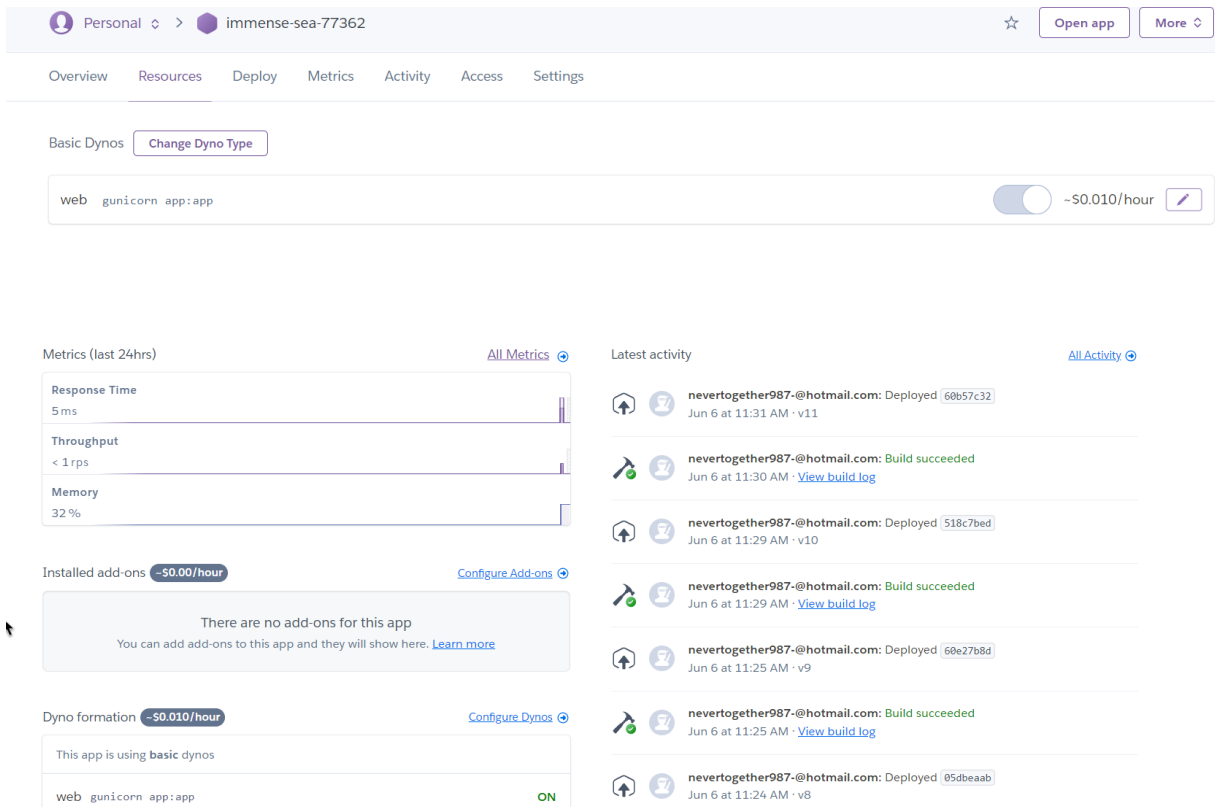 Personal > immense-sea-77362
Open app
More
Overview Resources Deploy Metrics Activity Access Settings
Basic Dynos Change Dyno Type
web gunicorn app:app ~$0.010/hour
Metrics (last 24hrs) All Metrics
Response Time
5 ms
Throughput
< 1 rps
Memory
32 %
Installed add-ons ~$0.00/hour Configure Add-ons
There are no add-ons for this app
You can add add-ons to this app and they will show here. Learn more
Dyno formation ~$0.010/hour Configure Dynos
This app is using basic dynos
web gunicorn app:app ON
Latest activity All Activity
nevertogether987-@hotmail.com: Deployed 60b57c32
Jun 6 at 11:31 AM · v11
nevertogether987-@hotmail.com: Build succeeded
Jun 6 at 11:30 AM · View build log
nevertogether987-@hotmail.com: Deployed 518c7bed
Jun 6 at 11:29 AM · v10
nevertogether987-@hotmail.com: Build succeeded
Jun 6 at 11:29 AM · View build log
nevertogether987-@hotmail.com: Deployed 60e27b8d
Jun 6 at 11:25 AM · v9
nevertogether987-@hotmail.com: Build succeeded
Jun 6 at 11:25 AM · View build log
nevertogether987-@hotmail.com: Deployed 05dbeaab
Jun 6 at 11:24 AM · v8